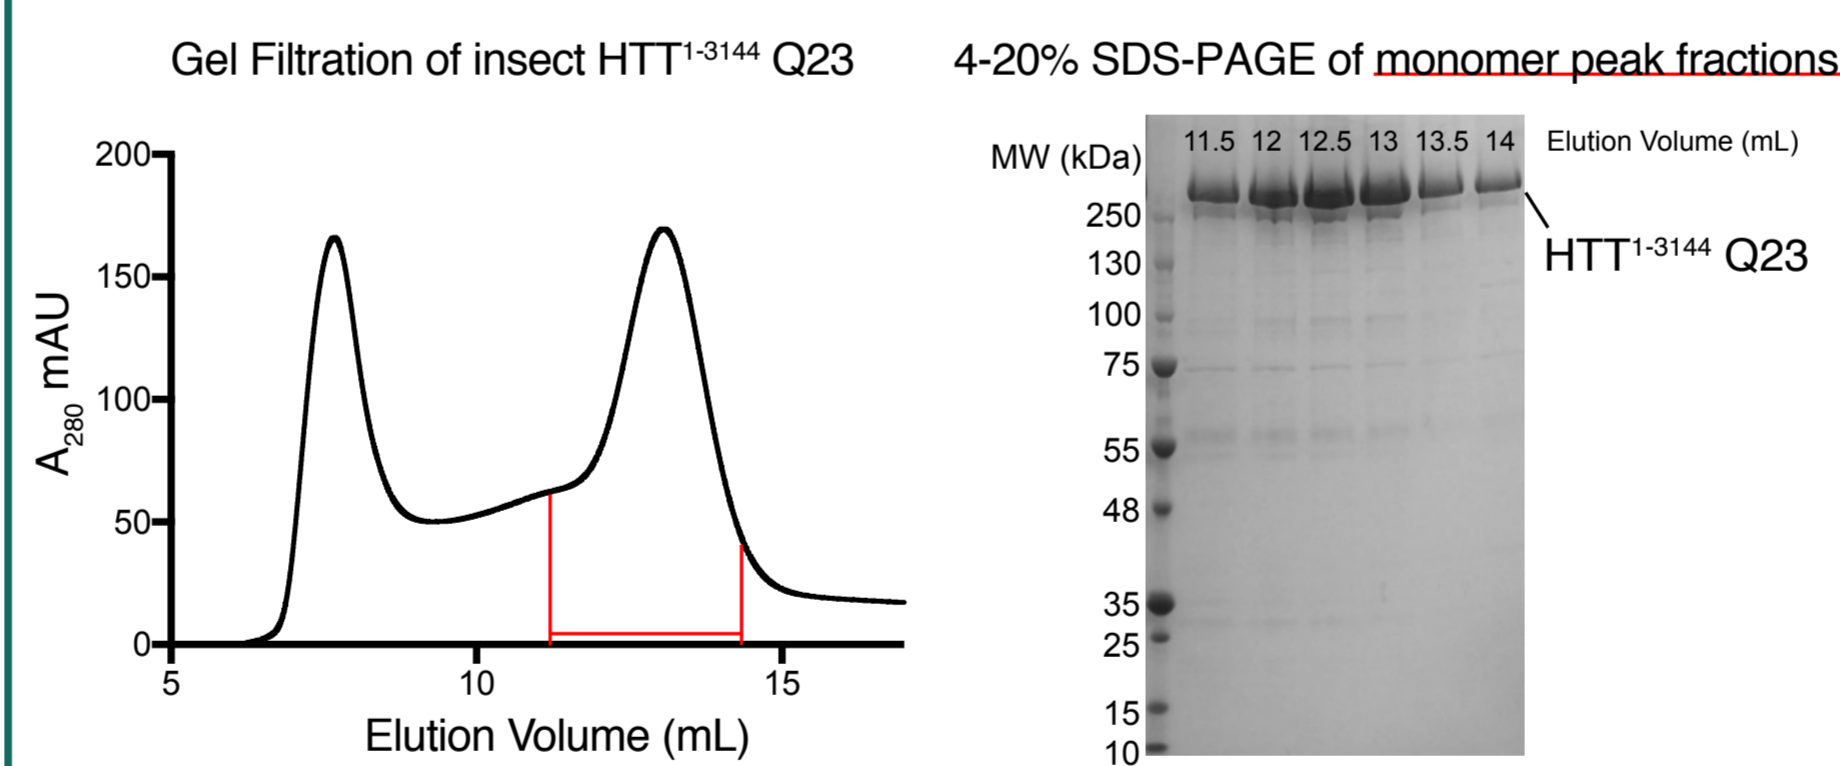 Gel Filtration of insect HTT¹⁻³¹⁴⁴ Q23
200
150
100
50
0
A₂₈₀ mAU
5 10 15
Elution Volume (mL)
4-20% SDS-PAGE of monomer peak fractions
MW (kDa)
11.5 12 12.5 13 13.5 14
Elution Volume (mL)
250
130
100
75
55
48
35
25
15
10
HTT¹⁻³¹⁴⁴ Q23